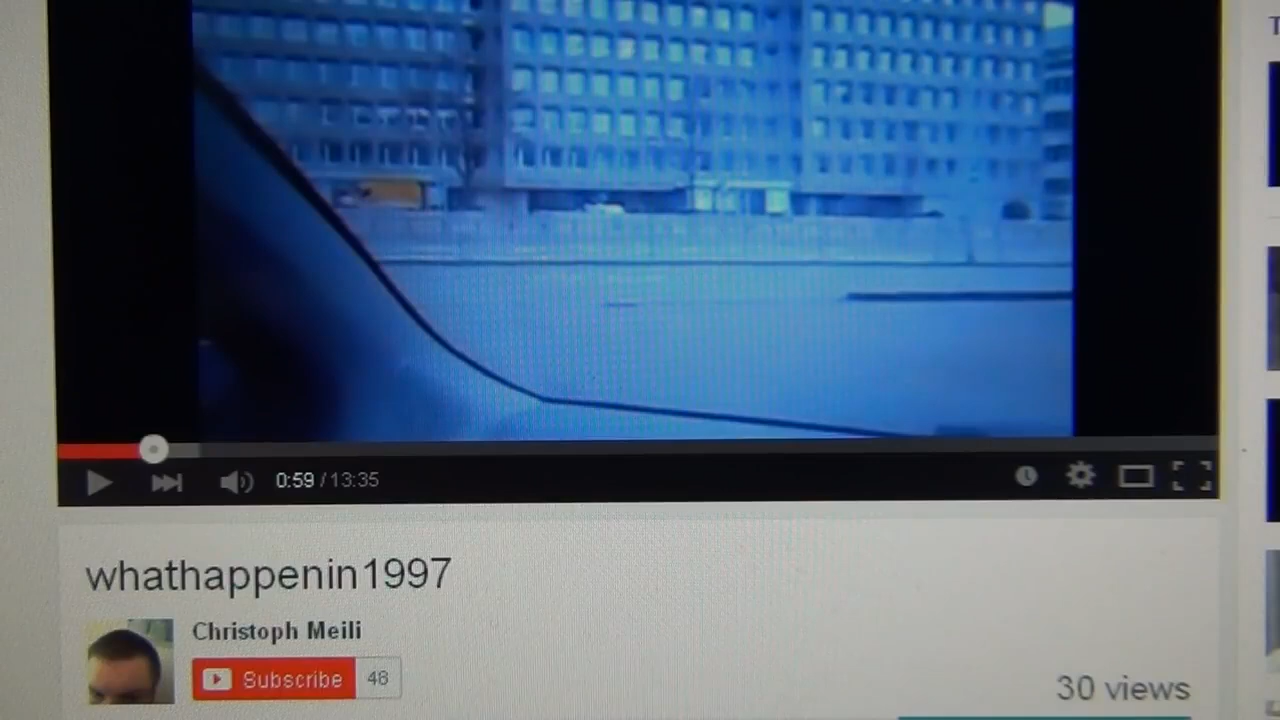 0:59 / 13:35
whathappenin1997
Christoph Meili
Subscribe 48
30 views